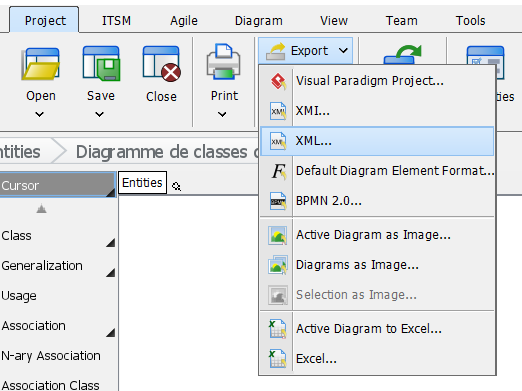 Project ITSM Agile Diagram View Team Tools
Export
Open Save Close Print ties
Visual Paradigm Project...
XMI...
XML...
Default Diagram Element Format...
BPMN 2.0...
Active Diagram as Image...
Diagrams as Image...
Selection as Image...
Active Diagram to Excel...
Excel...
ntities Diagramme de classes
Cursor
Entities
Class
Generalization
Usage
Association
N-ary Association
Association Class